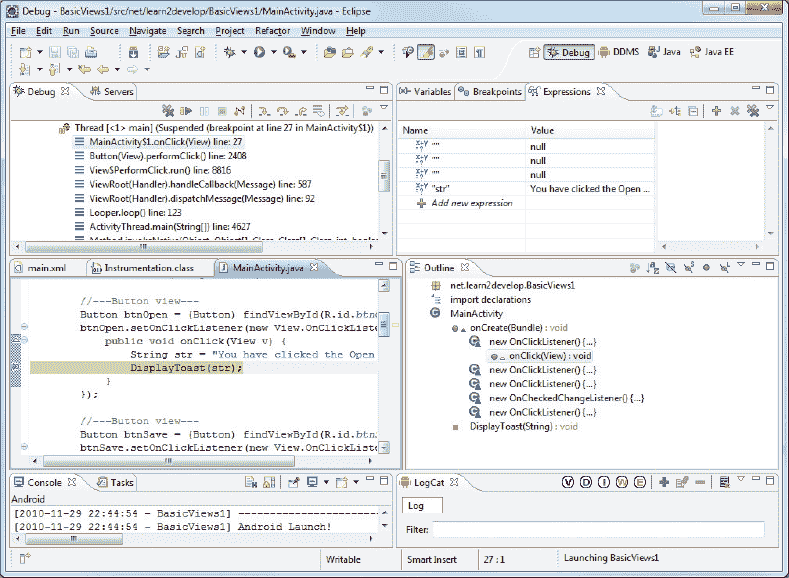 Debug - BasicViews1/src/net/learn2develop/BasicViews1/MainActivity.java - Eclipse
File Edit Run Source Navigate Search Project Refactor Window Help
Debug DDMS Java Java EE
Debug Servers
Thread [<1> main] (Suspended (breakpoint at line 27 in MainActivity$1))
MainActivity$1.onClick(View) line: 27
Button(View).performClick() line: 2408
View$PerformClick.run() line: 8816
ViewRoot(Handler).handleCallback(Message) line: 587
ViewRoot(Handler).dispatchMessage(Message) line: 92
Looper.loop() line: 123
ActivityThread.main(String[]) line: 4627
Variables Breakpoints Expressions
Name Value
"" null
"" null
"" null
"str" You have clicked the Open ...
Add new expression
main.xml Instrumentation.class MainActivity.java
//---Button view---
Button btnOpen = (Button) findViewById(R.id.btn
btnOpen.setOnClickListener(new View.OnClickListe
public void onClick(View v) {
String str = "You have clicked the Open
DisplayToast(str);
}
});
//---Button view---
Button btnSave = (Button) findViewById(R.id.btn
btnSave.setOnClickListener(new View.OnClickListe
Outline
net.learn2develop.BasicViews1
import declarations
MainActivity
onCreate(Bundle) : void
new OnClickListener() {...}
onClick(View) : void
new OnClickListener() {...}
new OnClickListener() {...}
new OnCheckedChangeListener() {...}
new OnClickListener() {...}
DisplayToast(String) : void
Console Tasks
Android
[2010-11-29 22:44:54 - BasicViews1] ------------------------
[2010-11-29 22:44:54 - BasicViews1] Android Launch!
LogCat
V D I W E
Log
Filter:
Writable Smart Insert 27 : 1 Launching BasicViews1